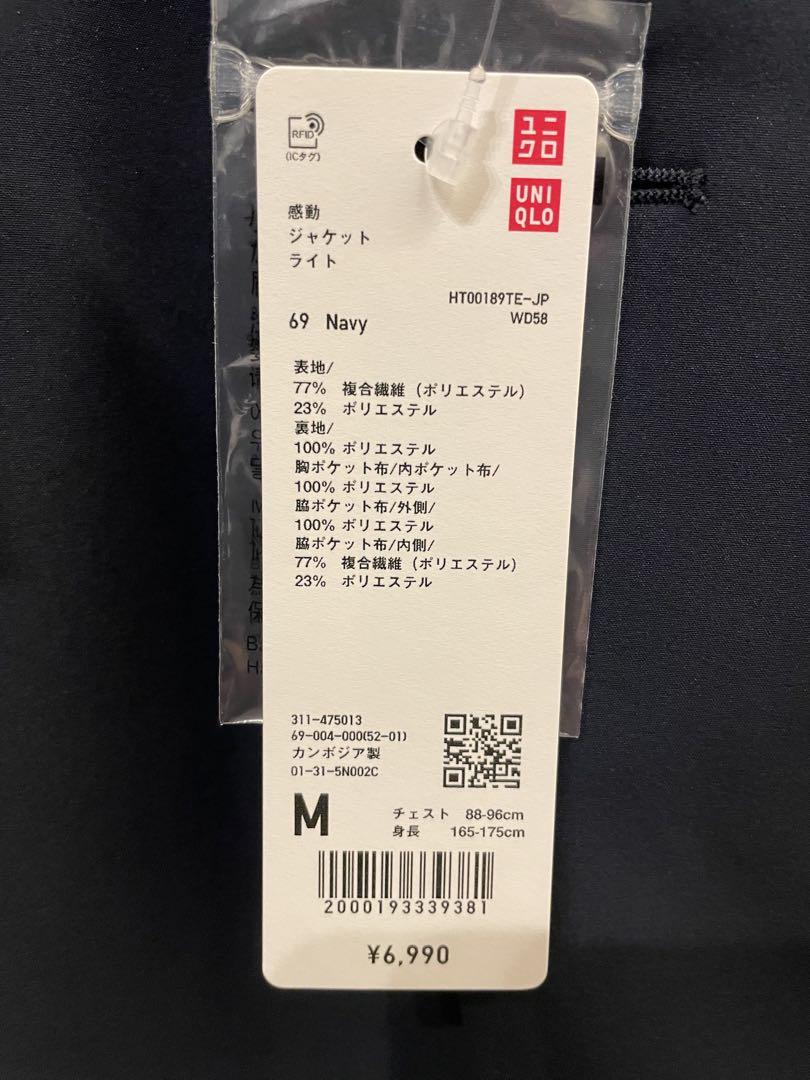 RFID
(ICタグ)
ユニ
クロ
UNI
QLO
感動
ジャケット
ライト
HT00189TE-JP
WD58
69 Navy
表地/
77% 複合繊維（ポリエステル）
23% ポリエステル
裏地/
100% ポリエステル
胸ポケット布/内ポケット布/
100% ポリエステル
脇ポケット布/外側/
100% ポリエステル
脇ポケット布/内側/
77% 複合繊維（ポリエステル）
23% ポリエステル
311-475013
69-004-000(52-01)
カンボジア製
01-31-5N002C
M
チェスト 88-96cm
身長 165-175cm
2000193339381
¥6,990